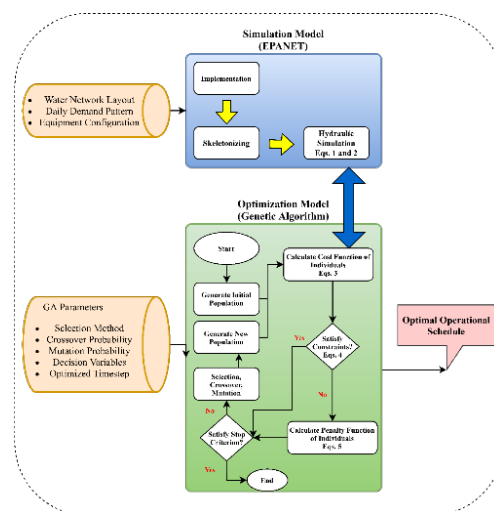 Simulation Model
(EPANET)
Implementation
Skeletonizing
Hydraulic
Simulation
Eqs. 1 and 2
Water Network Layout
Daily Demand Pattern
Equipment Configuration
Optimization Model
(Genetic Algorithm)
Start
Calculate Cost Function of
Individuals
Eqs. 3
Generate Initial
Population
Generate New
Population
Selection,
Crossover,
Mutation
Satisfy
Constraints?
Eqs. 4
Yes
No
No
Satisfy Stop
Criterion?
Calculate Penalty Function
of Individuals
Eqs. 5
Yes
End
GA Parameters
Selection Method
Crossover Probability
Mutation Probability
Decision Variables
Optimized Timestep
Optimal Operational
Schedule